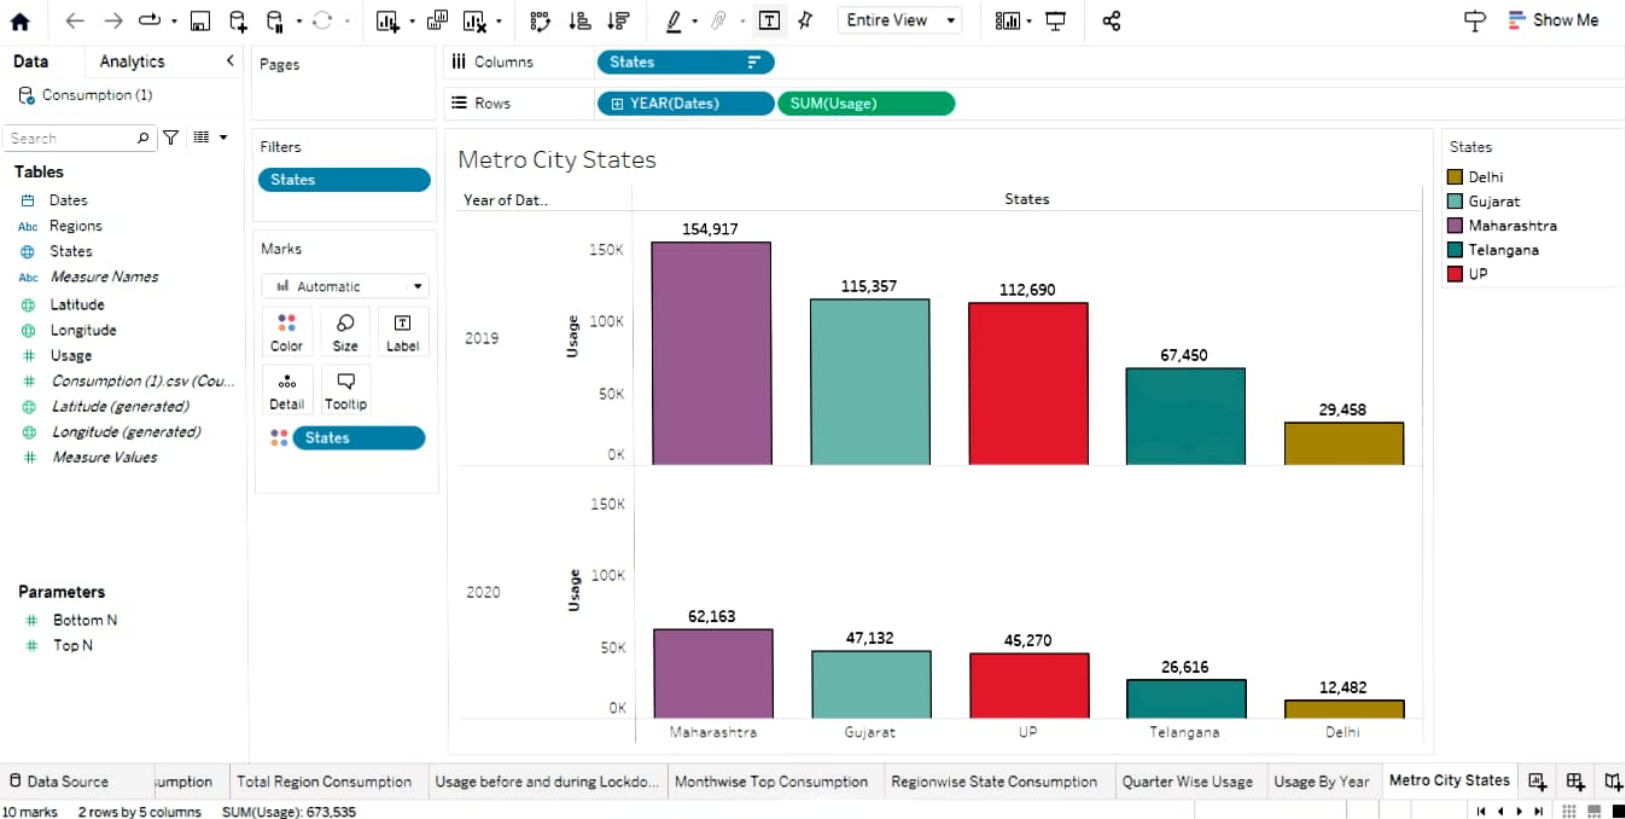 Entire View
Show Me
Data
Analytics
Pages
Columns
States
Consumption (1)
Rows
YEAR(Dates)
SUM(Usage)
Search
Filters
States
Tables
Dates
Abc Regions
States
Abc Measure Names
Latitude
Longitude
# Usage
# Consumption (1).csv (Cou...
Latitude (generated)
Longitude (generated)
# Measure Values
Parameters
# Bottom N
# Top N
Marks
Automatic
Color
Size
Label
Detail
Tooltip
States
Metro City States
Year of Dat..
States
2019
Usage
150K
100K
50K
0K
154,917
115,357
112,690
67,450
29,458
2020
Usage
150K
100K
50K
0K
62,163
47,132
45,270
26,616
12,482
Maharashtra
Gujarat
UP
Telangana
Delhi
States
Delhi
Gujarat
Maharashtra
Telangana
UP
Data Source
umption
Total Region Consumption
Usage before and during Lockdo...
Monthwise Top Consumption
Regionwise State Consumption
Quarter Wise Usage
Usage By Year
Metro City States
10 marks
2 rows by 5 columns
SUM(Usage): 673,535